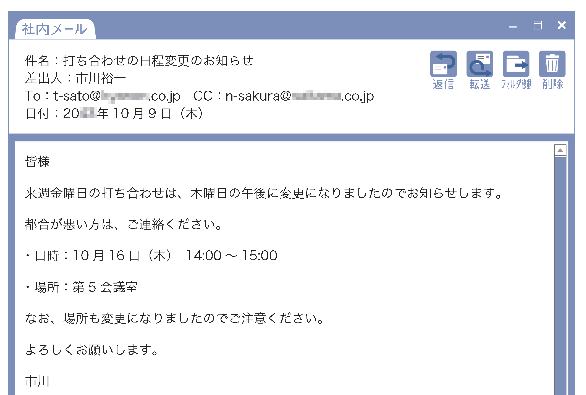 社内メール
件名：打ち合わせの日程変更のお知らせ
差出人：市川裕一
To：t-sato@ .co.jp　CC：n-sakura@ .co.jp
日付：20 年10月9日（木）
返信　転送　フォルダ移動　削除
皆様
来週金曜日の打ち合わせは、木曜日の午後に変更になりましたのでお知らせします。
都合が悪い方は、ご連絡ください。
・日時：10月16日（木）　14:00～15:00
・場所：第5会議室
なお、場所も変更になりましたのでご注意ください。
よろしくお願いします。
市川